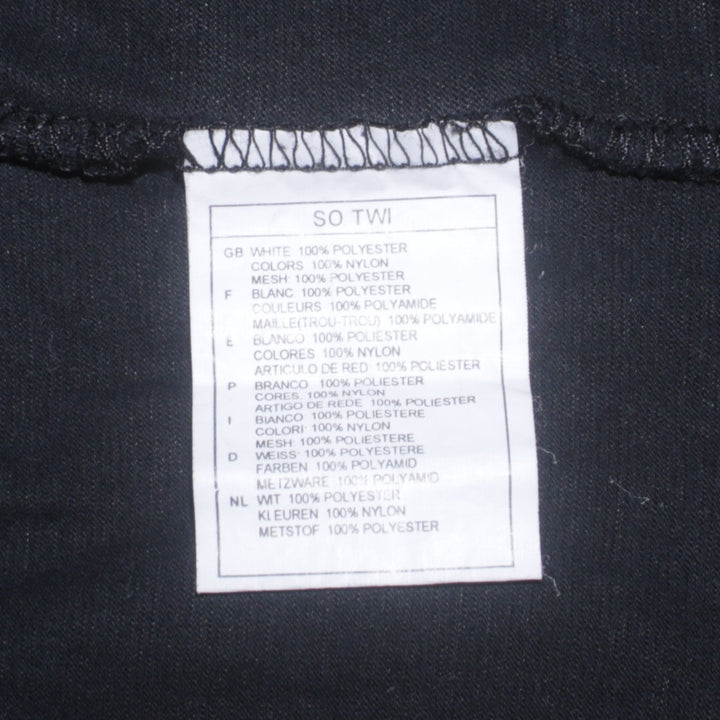 SO TWI
GB WHITE 100% POLYESTER
COLORS 100% NYLON
MESH: 100% POLYESTER
F BLANC: 100% POLYESTER
COULEURS 100% POLYAMIDE
MAILLE(TROU-TROU) 100% POLYAMIDE
E BLANCO: 100% POLIESTER
COLORES 100% NYLON
ARTICULO DE RED: 100% POLIESTER
P BRANCO 100% POLIESTER
CORES. 100% NYLON
ARTIGO DE REDE 100% POLIESTER
I BIANCO 100% POLIESTERE
COLORI: 100% NYLON
MESH: 100% POLIESTERE
D WEISS: 100% POLYESTERE
FARBEN 100% POLYAMID
METZWARE 100% POLYAMID
NL WIT 100% POLYESTER
KLEUREN 100% NYLON
METSTOF 100% POLYESTER